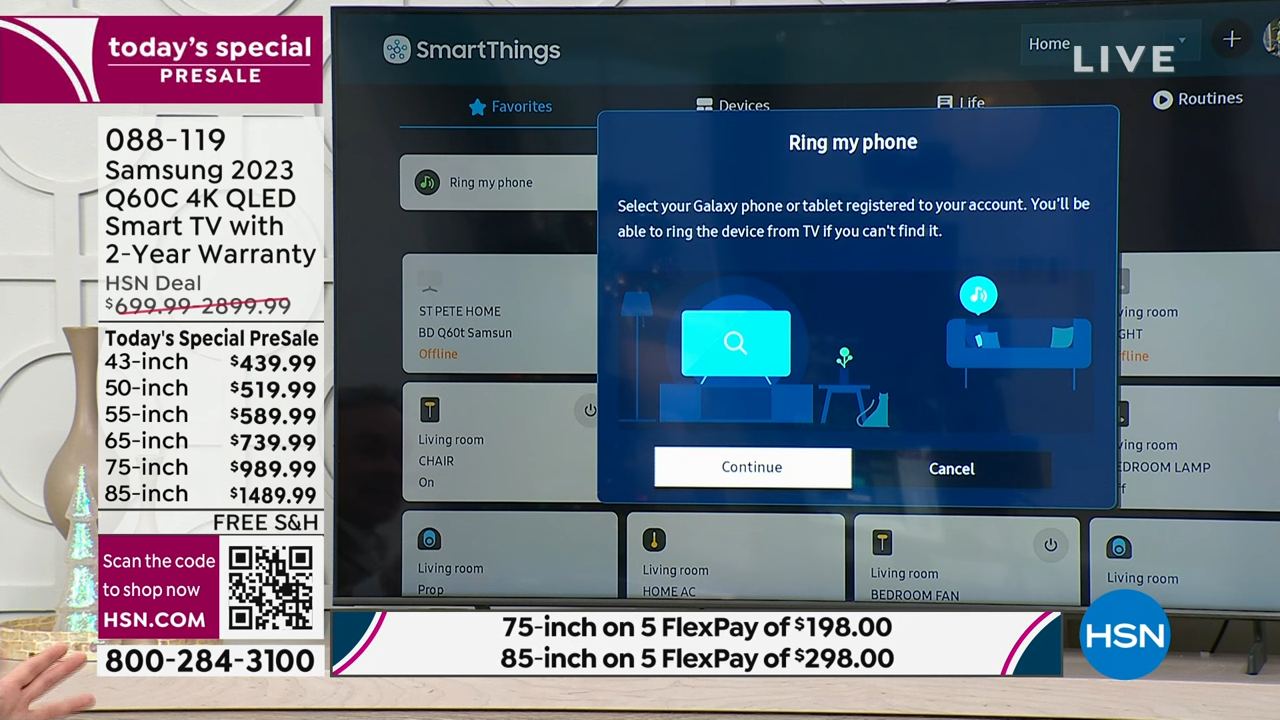 today's special
PRESALE
088-119
Samsung 2023
Q60C 4K QLED
Smart TV with
2-Year Warranty
HSN Deal
$699.99-2899.99
Today's Special PreSale
43-inch $439.99
50-inch $519.99
55-inch $589.99
65-inch $739.99
75-inch $989.99
85-inch $1489.99
FREE S&H
Scan the code
to shop now
HSN.COM
800-284-3100
SmartThings
Home
LIVE
Favorites
Devices
Life
Routines
Ring my phone
Ring my phone
Select your Galaxy phone or tablet registered to your account. You'll be
able to ring the device from TV if you can't find it.
Continue
Cancel
ST PETE HOME
BD Q60t Samsun
Offline
Living room
CHAIR
On
Living room
Prop
Living room
HOME AC
Living room
BEDROOM FAN
Living room
75-inch on 5 FlexPay of $198.00
85-inch on 5 FlexPay of $298.00
HSN